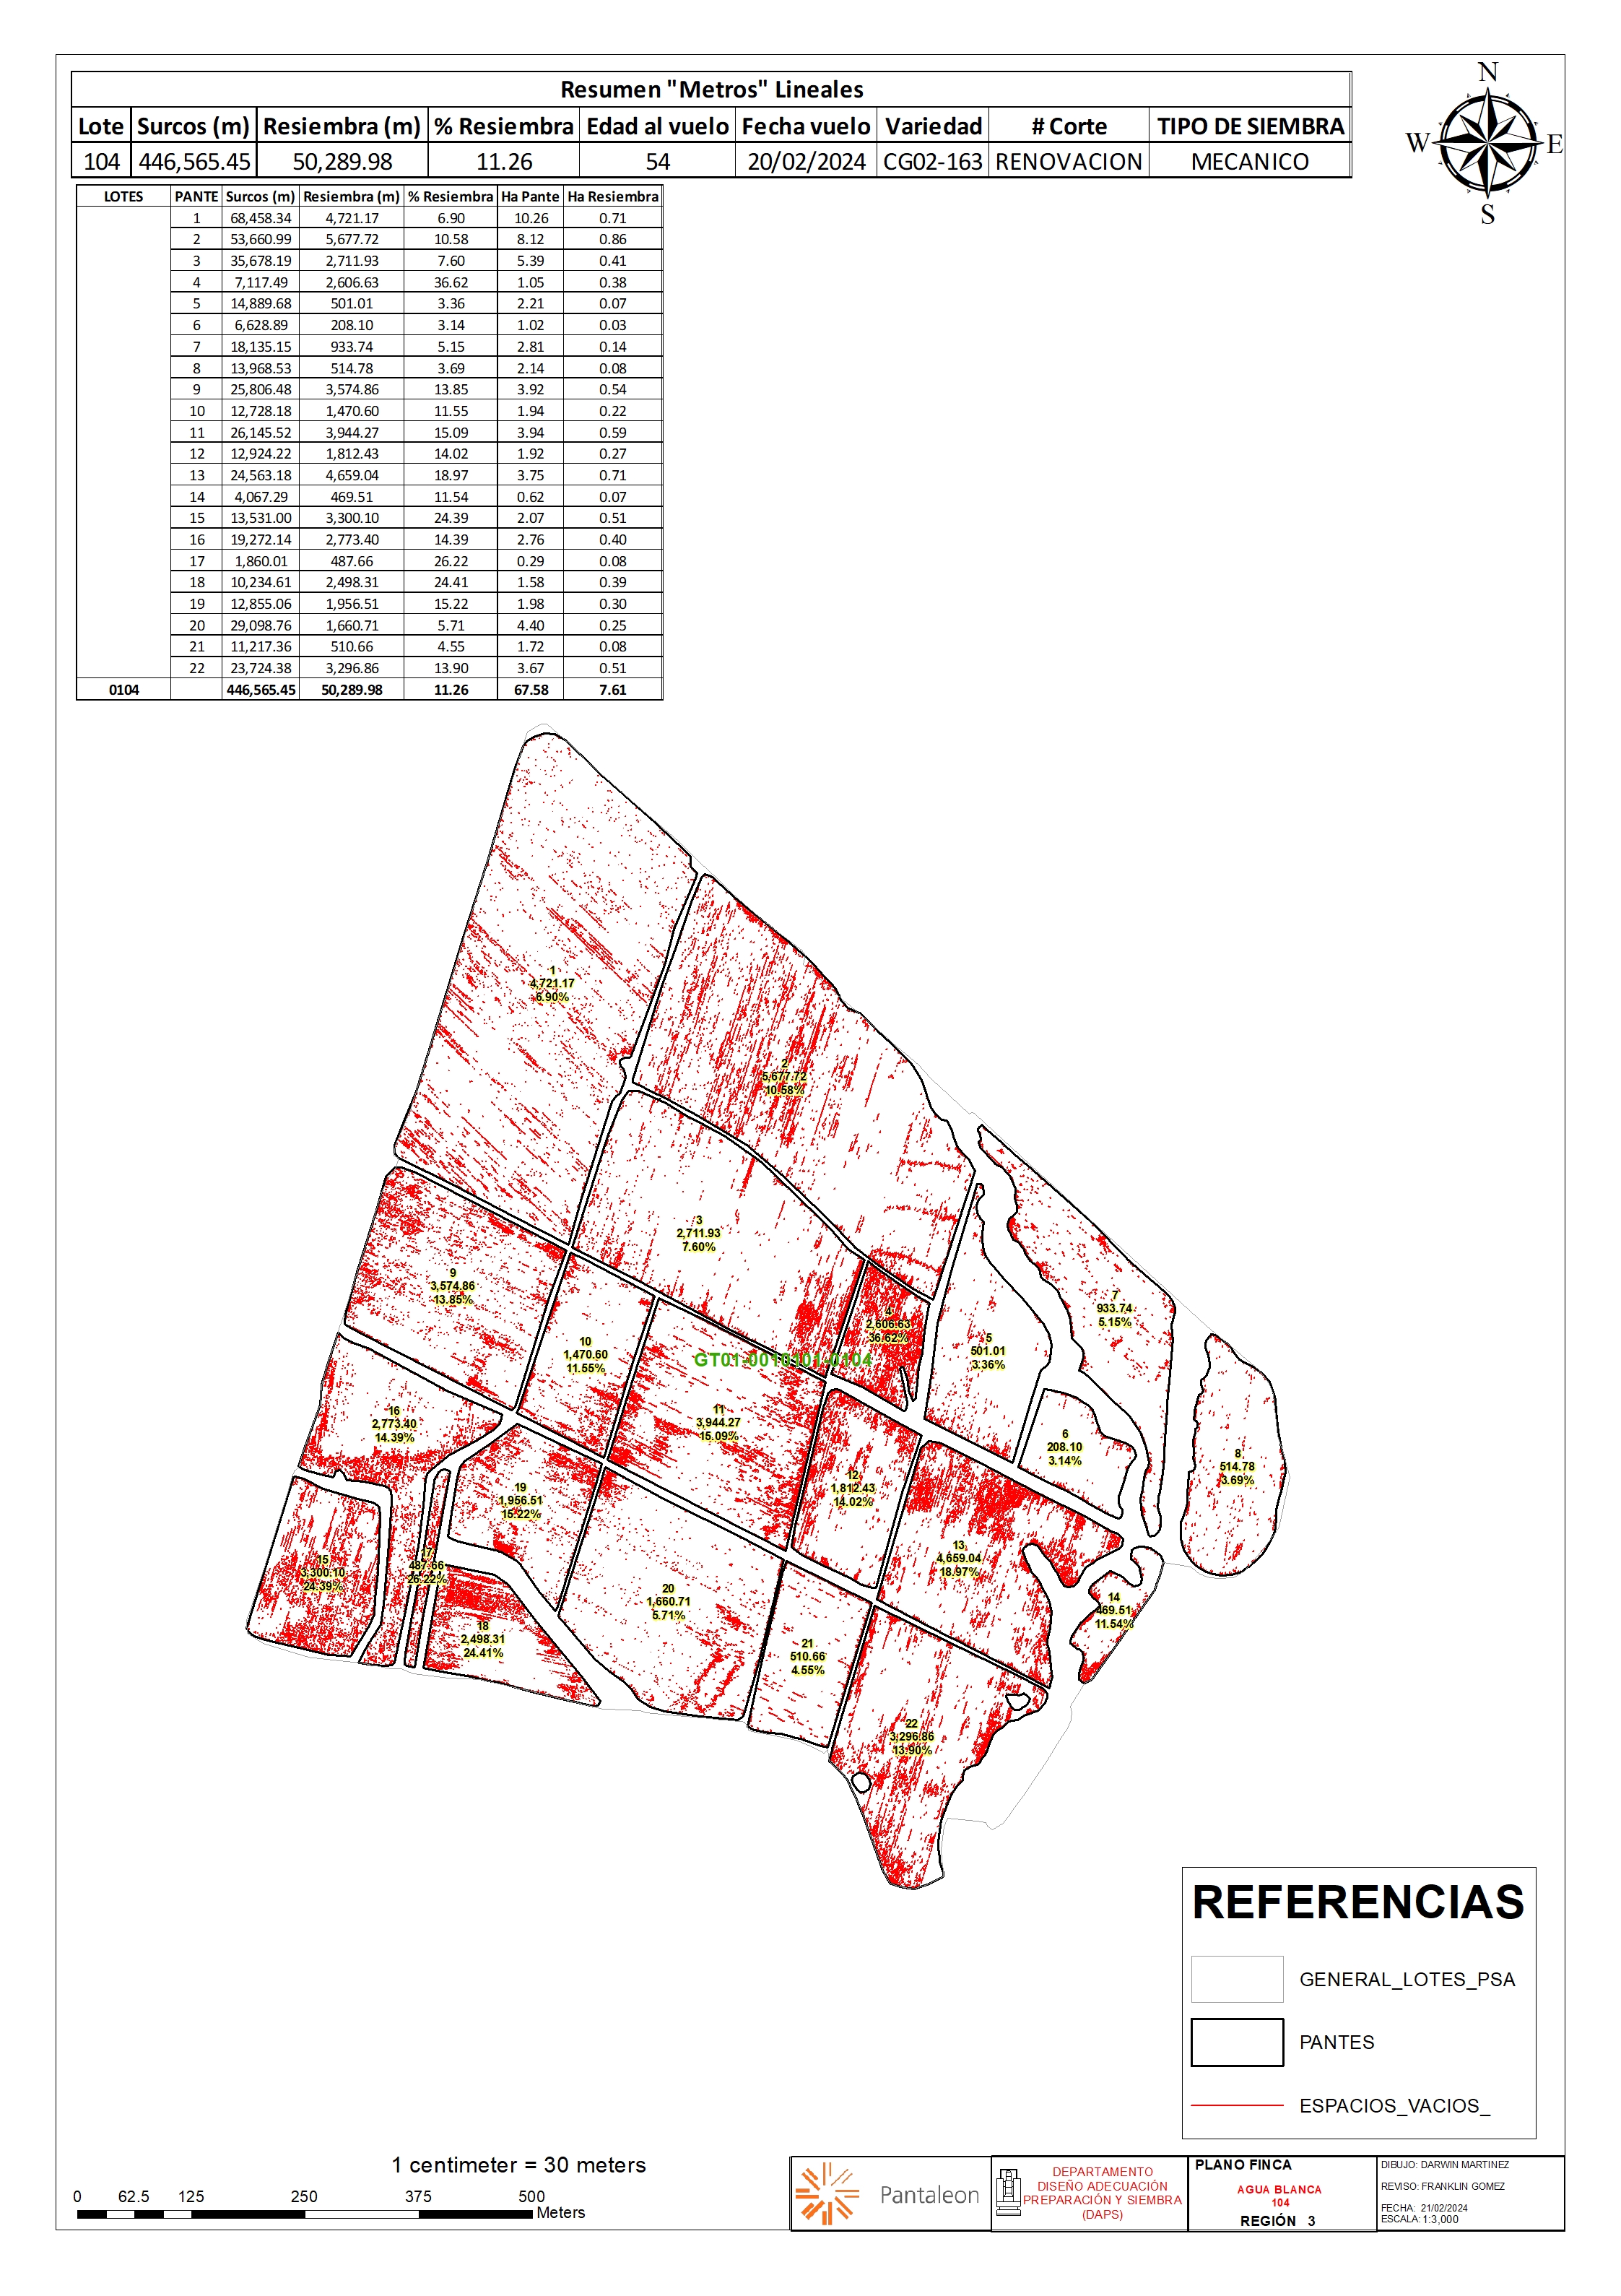 Resumen "Metros" Lineales
Lote Surcos (m) Resiembra (m) % Resiembra Edad al vuelo Fecha vuelo Variedad # Corte TIPO DE SIEMBRA
104 446,565.45 50,289.98 11.26 54 20/02/2024 CG02-163 RENOVACION MECANICO
N
W E
S
LOTES PANTE Surcos (m) Resiembra (m) % Resiembra Ha Pante Ha Resiembra
1 68,458.34 4,721.17 6.90 10.26 0.71
2 53,660.99 5,677.72 10.58 8.12 0.86
3 35,678.19 2,711.93 7.60 5.39 0.41
4 7,117.49 2,606.63 36.62 1.05 0.38
5 14,889.68 501.01 3.36 2.21 0.07
6 6,628.89 208.10 3.14 1.02 0.03
7 18,135.15 933.74 5.15 2.81 0.14
8 13,968.53 514.78 3.69 2.14 0.08
9 25,806.48 3,574.86 13.85 3.92 0.54
10 12,728.18 1,470.60 11.55 1.94 0.22
11 26,145.52 3,944.27 15.09 3.94 0.59
12 12,924.22 1,812.43 14.02 1.92 0.27
13 24,563.18 4,659.04 18.97 3.75 0.71
14 4,067.29 469.51 11.54 0.62 0.07
15 13,531.00 3,300.10 24.39 2.07 0.51
16 19,272.14 2,773.40 14.39 2.76 0.40
17 1,860.01 487.66 26.22 0.29 0.08
18 10,234.61 2,498.31 24.41 1.58 0.39
19 12,855.06 1,956.51 15.22 1.98 0.30
20 29,098.76 1,660.71 5.71 4.40 0.25
21 11,217.36 510.66 4.55 1.72 0.08
22 23,724.38 3,296.86 13.90 3.67 0.51
0104 446,565.45 50,289.98 11.26 67.58 7.61
1
4,721.17
6.90%
2
5,677.72
10.58%
3
2,711.93
7.60%
9
3,574.86
13.85%
7
933.74
5.15%
4
2,606.63
36.62%
5
501.01
3.36%
10
1,470.60
11.55%
GT01-0010101-0104
16
2,773.40
14.39%
11
3,944.27
15.09%
6
208.10
3.14%
8
514.78
3.69%
12
1,812.43
14.02%
19
1,956.51
15.22%
13
4,659.04
18.97%
17
487.66
26.22%
15
3,300.10
24.39%
20
1,660.71
5.71%
14
469.51
11.54%
18
2,498.31
24.41%
21
510.66
4.55%
22
3,296.86
13.90%
REFERENCIAS
GENERAL_LOTES_PSA
PANTES
ESPACIOS_VACIOS_
1 centimeter = 30 meters
0 62.5 125 250 375 500
Meters
Pantaleon
DEPARTAMENTO
DISEÑO ADECUACIÓN
PREPARACIÓN Y SIEMBRA
(DAPS)
PLANO FINCA
AGUA BLANCA
104
REGIÓN 3
DIBUJO: DARWIN MARTINEZ
REVISO: FRANKLIN GOMEZ
FECHA: 21/02/2024
ESCALA: 1:3,000